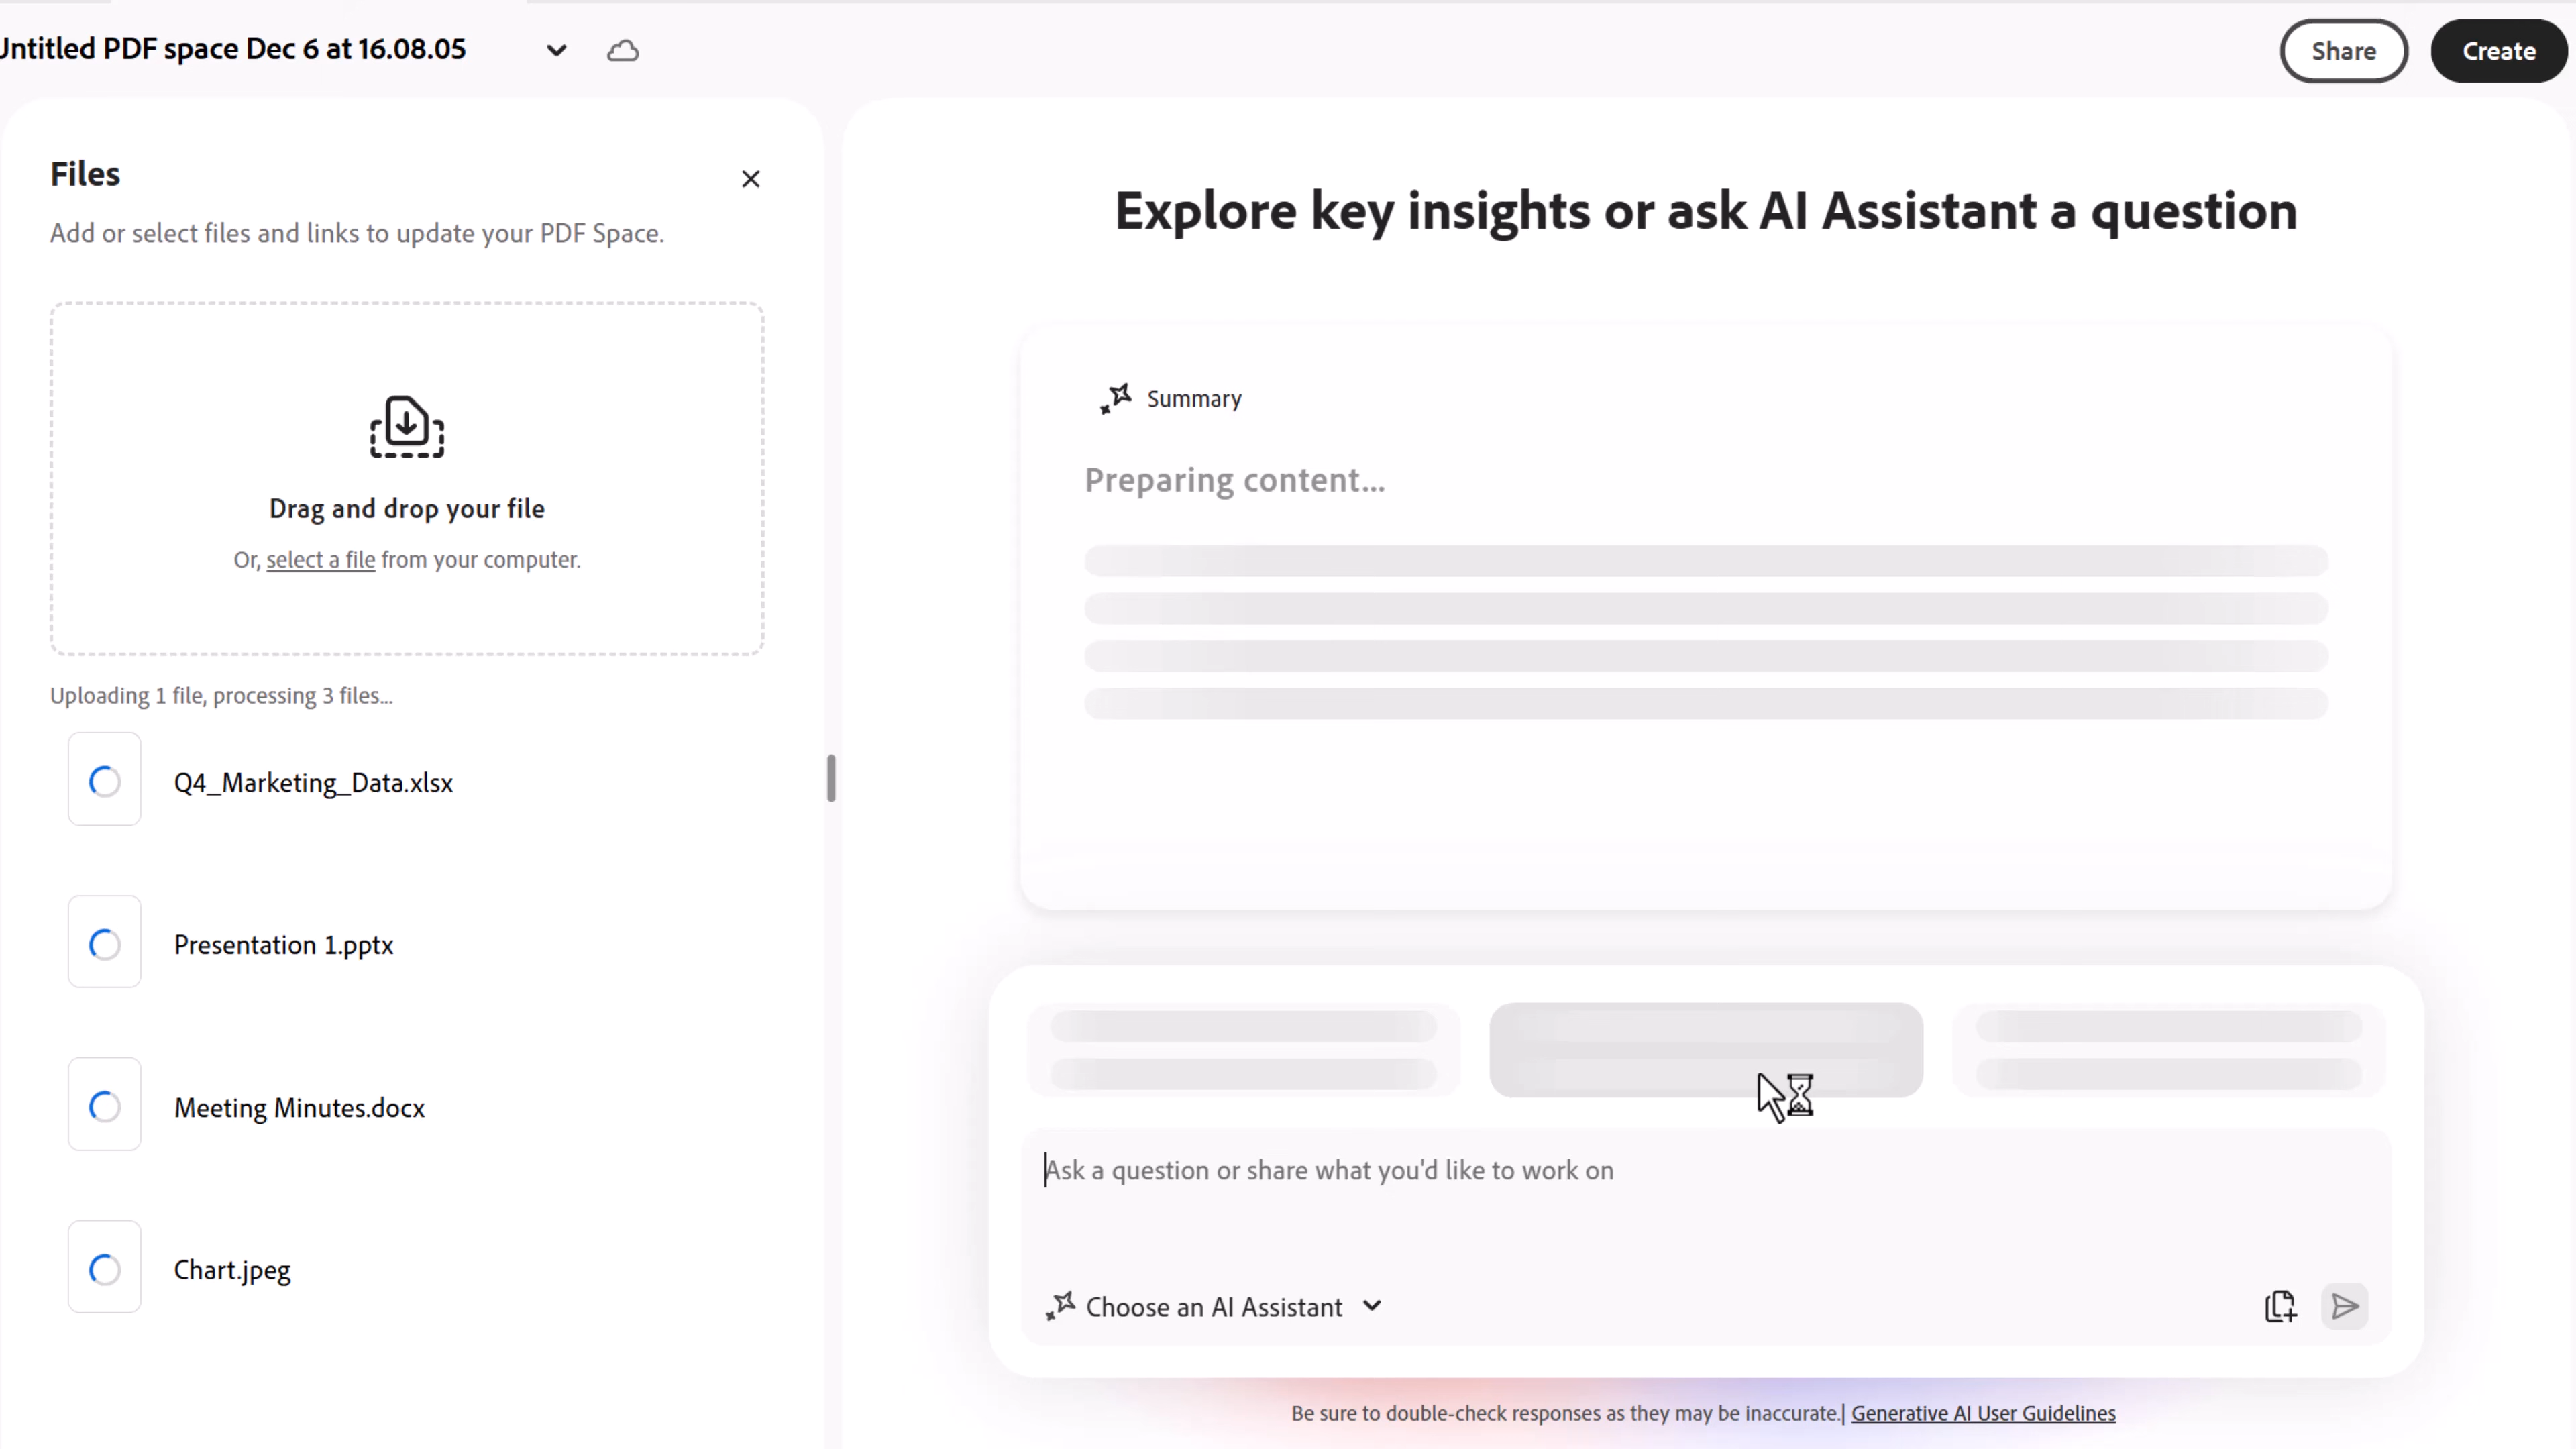 Untitled PDF space Dec 6 at 16.08.05
Share
Create
Files
Add or select files and links to update your PDF Space.
Drag and drop your file
Or, select a file from your computer.
Uploading 1 file, processing 3 files...
Q4_Marketing_Data.xlsx
Presentation 1.pptx
Meeting Minutes.docx
Chart.jpeg
Explore key insights or ask AI Assistant a question
Summary
Preparing content...
Ask a question or share what you'd like to work on
Choose an AI Assistant
Be sure to double-check responses as they may be inaccurate.| Generative AI User Guidelines